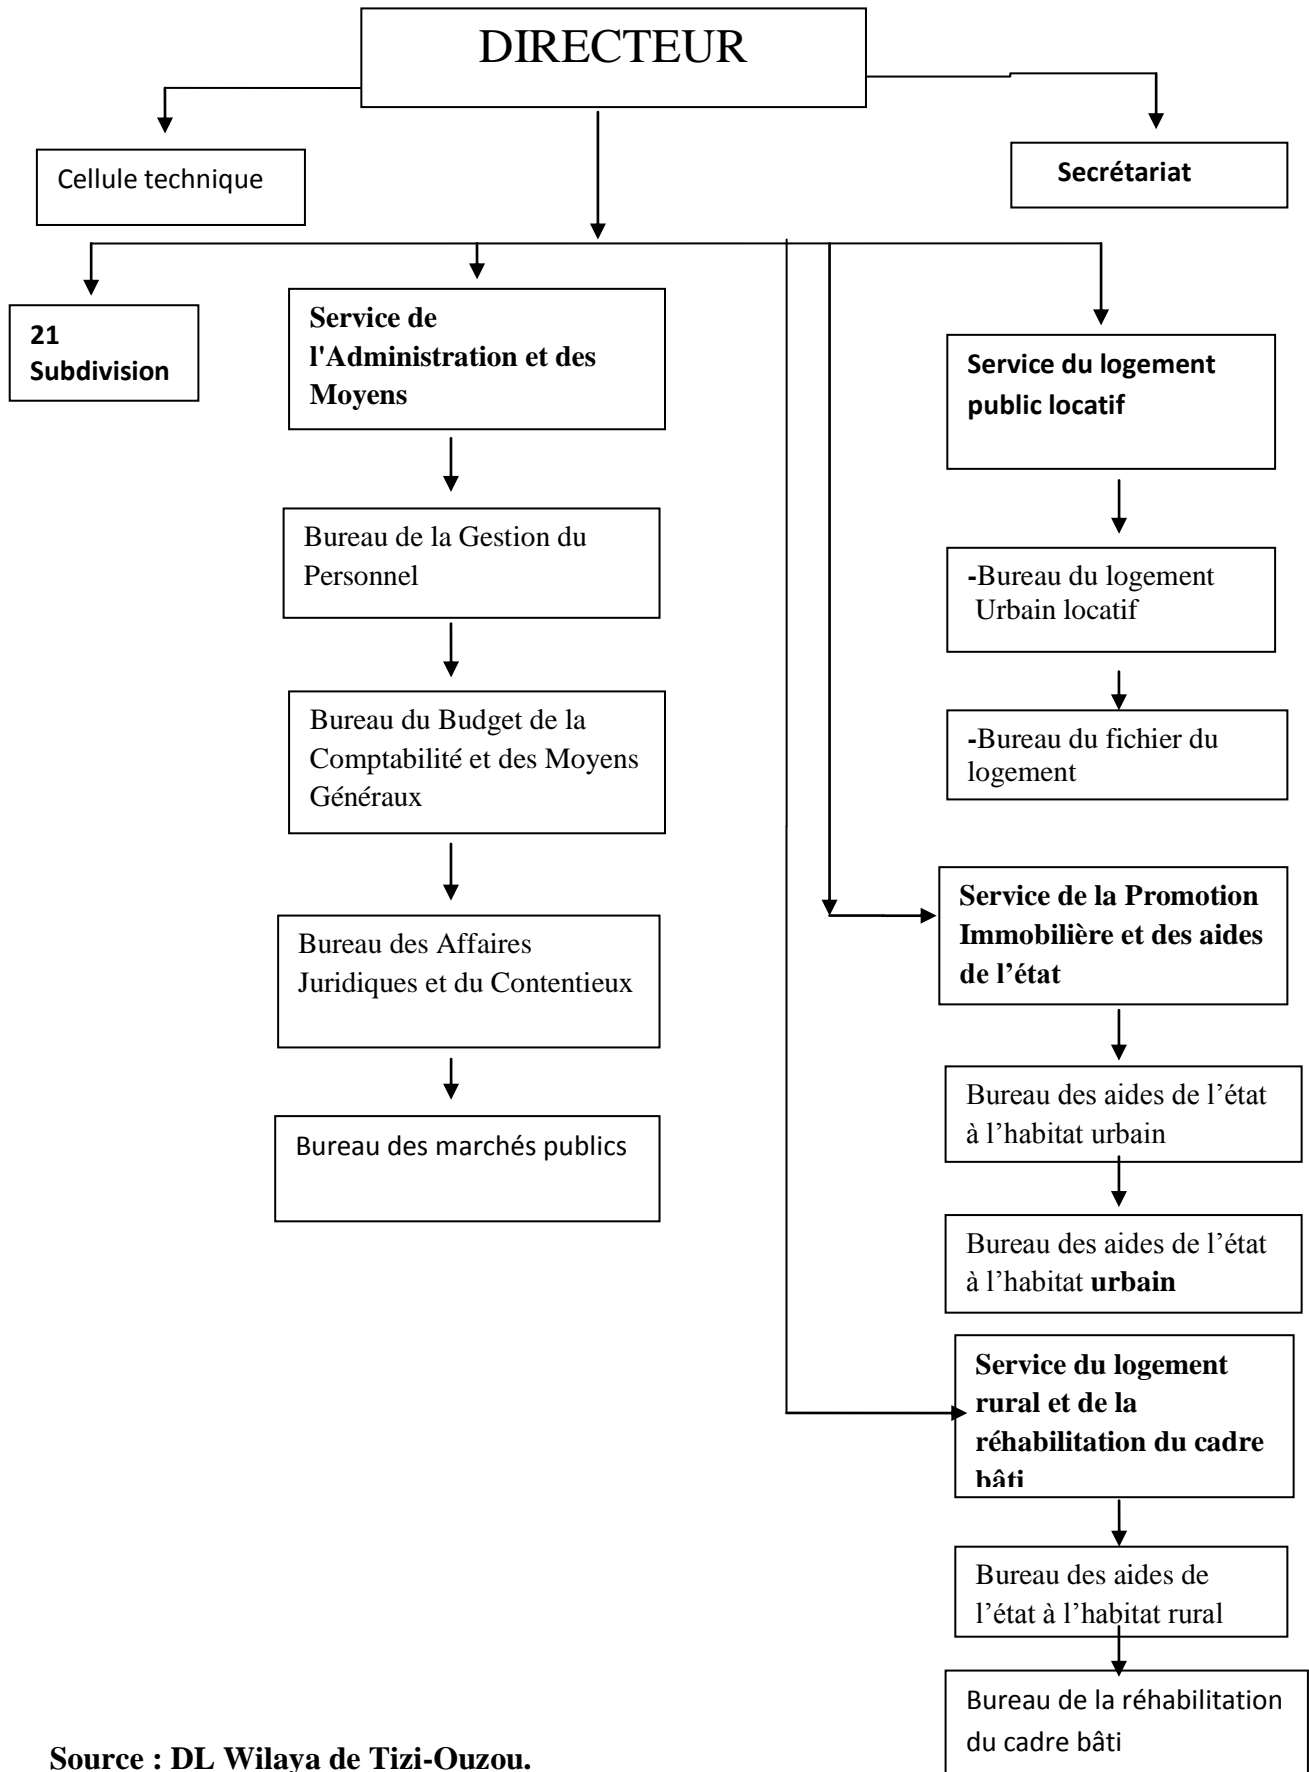 DIRECTEUR
Cellule technique
Secrétariat
21
Subdivision
Service de
l'Administration et des
Moyens
Bureau de la Gestion du
Personnel
Bureau du Budget de la
Comptabilité et des Moyens
Généraux
Bureau des Affaires
Juridiques et du Contentieux
Bureau des marchés publics
Service du logement
public locatif
-Bureau du logement
Urbain locatif
-Bureau du fichier du
logement
Service de la Promotion
Immobilière et des aides
de l’état
Bureau des aides de l’état
à l’habitat urbain
Bureau des aides de l’état
à l’habitat urbain
Service du logement
rural et de la
réhabilitation du cadre
bâti
Bureau des aides de
l’état à l’habitat rural
Bureau de la réhabilitation
du cadre bâti
Source : DL Wilaya de Tizi-Ouzou.